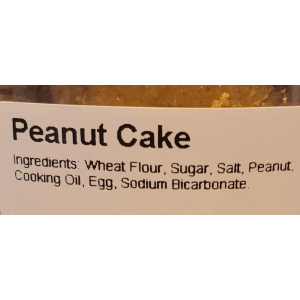 Peanut Cake
Ingredients: Wheat Flour, Sugar, Salt, Peanut,
Cooking Oil, Egg, Sodium Bicarbonate.